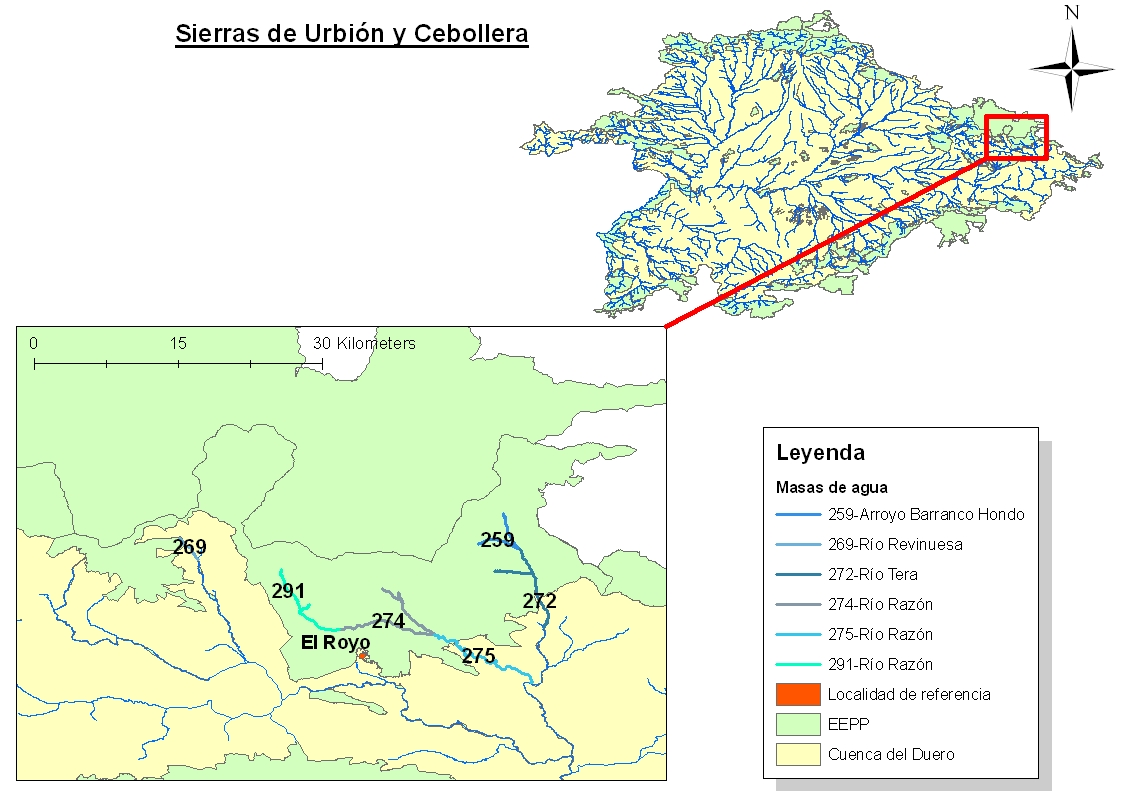 Sierras de Urbión y Cebollera
N
0 15 30 Kilometers
269
259
291
272
274
El Royo
275
Leyenda
Masas de agua
259-Arroyo Barranco Hondo
269-Río Revinuesa
272-Río Tera
274-Río Razón
275-Río Razón
291-Río Razón
Localidad de referencia
EEPP
Cuenca del Duero